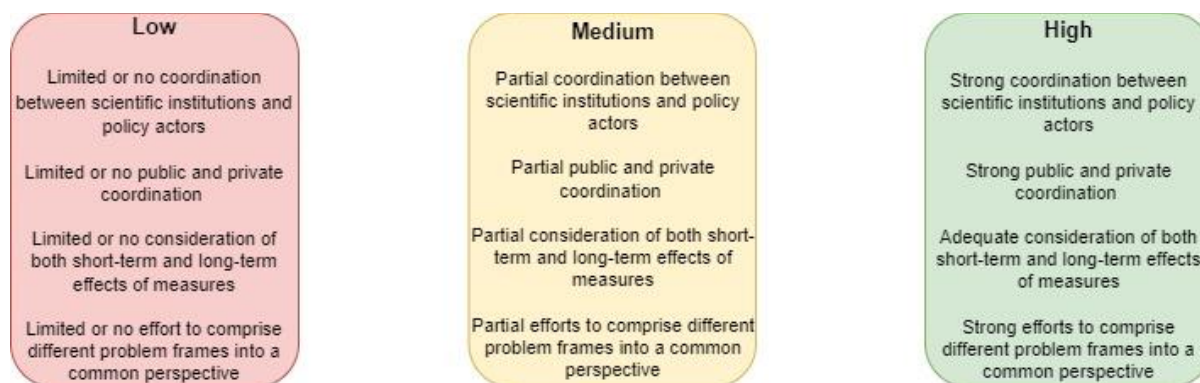 Low
Limited or no coordination
between scientific institutions and
policy actors
Limited or no public and private
coordination
Limited or no consideration of
both short-term and long-term
effects of measures
Limited or no effort to comprise
different problem frames into a
common perspective
Medium
Partial coordination between
scientific institutions and policy
actors
Partial public and private
coordination
Partial consideration of both short-
term and long-term effects of
measures
Partial efforts to comprise different
problem frames into a common
perspective
High
Strong coordination between
scientific institutions and policy
actors
Strong public and private
coordination
Adequate consideration of both
short-term and long-term effects
of measures
Strong efforts to comprise
different problem frames into a
common perspective